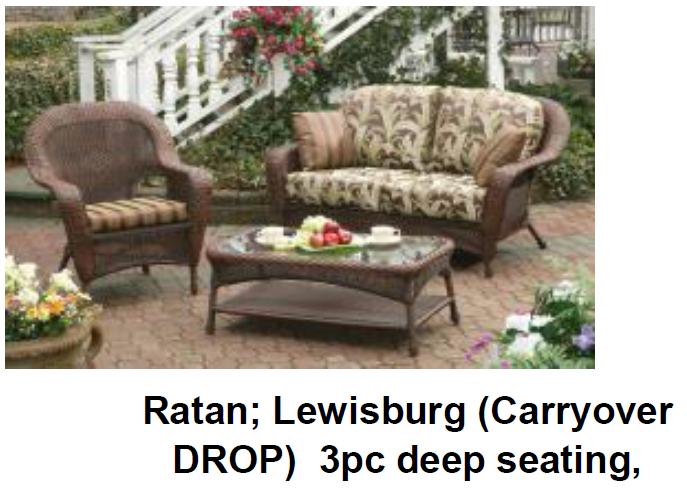 Ratan; Lewisburg (Carryover
DROP)  3pc deep seating,